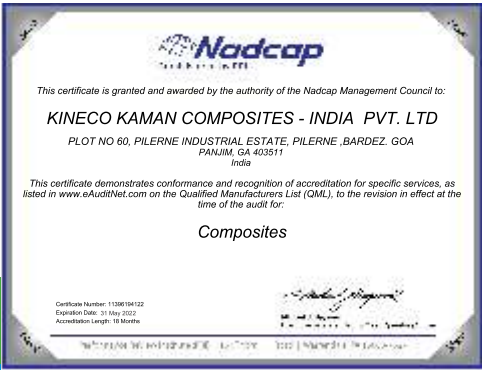 Nadcap
This certificate is granted and awarded by the authority of the Nadcap Management Council to:
KINECO KAMAN COMPOSITES - INDIA PVT. LTD
PLOT NO 60, PILERNE INDUSTRIAL ESTATE, PILERNE ,BARDEZ. GOA
PANJIM, GA 403511
India
This certificate demonstrates conformance and recognition of accreditation for specific services, as
listed in www.eAuditNet.com on the Qualified Manufacturers List (QML), to the revision in effect at the
time of the audit for:
Composites
Certificate Number: 11396194122
Expiration Date: 31 May 2022
Accreditation Length: 18 Months